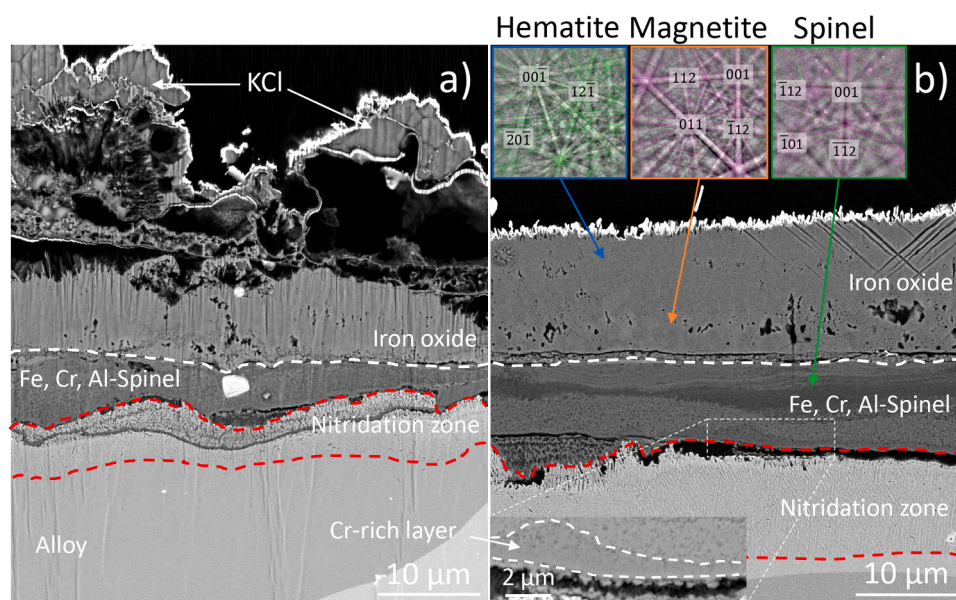 Hematite Magnetite Spinel
a)
KCl
Iron oxide
Fe, Cr, Al-Spinel
Nitridation zone
Alloy
10 μm
b)
001̄
121̄
2̄01̄
112
001
011
1̄12
1̄12
001
1̄01
1̄1̄2
Iron oxide
Fe, Cr, Al-Spinel
Nitridation zone
Cr-rich layer
2 μm
10 μm